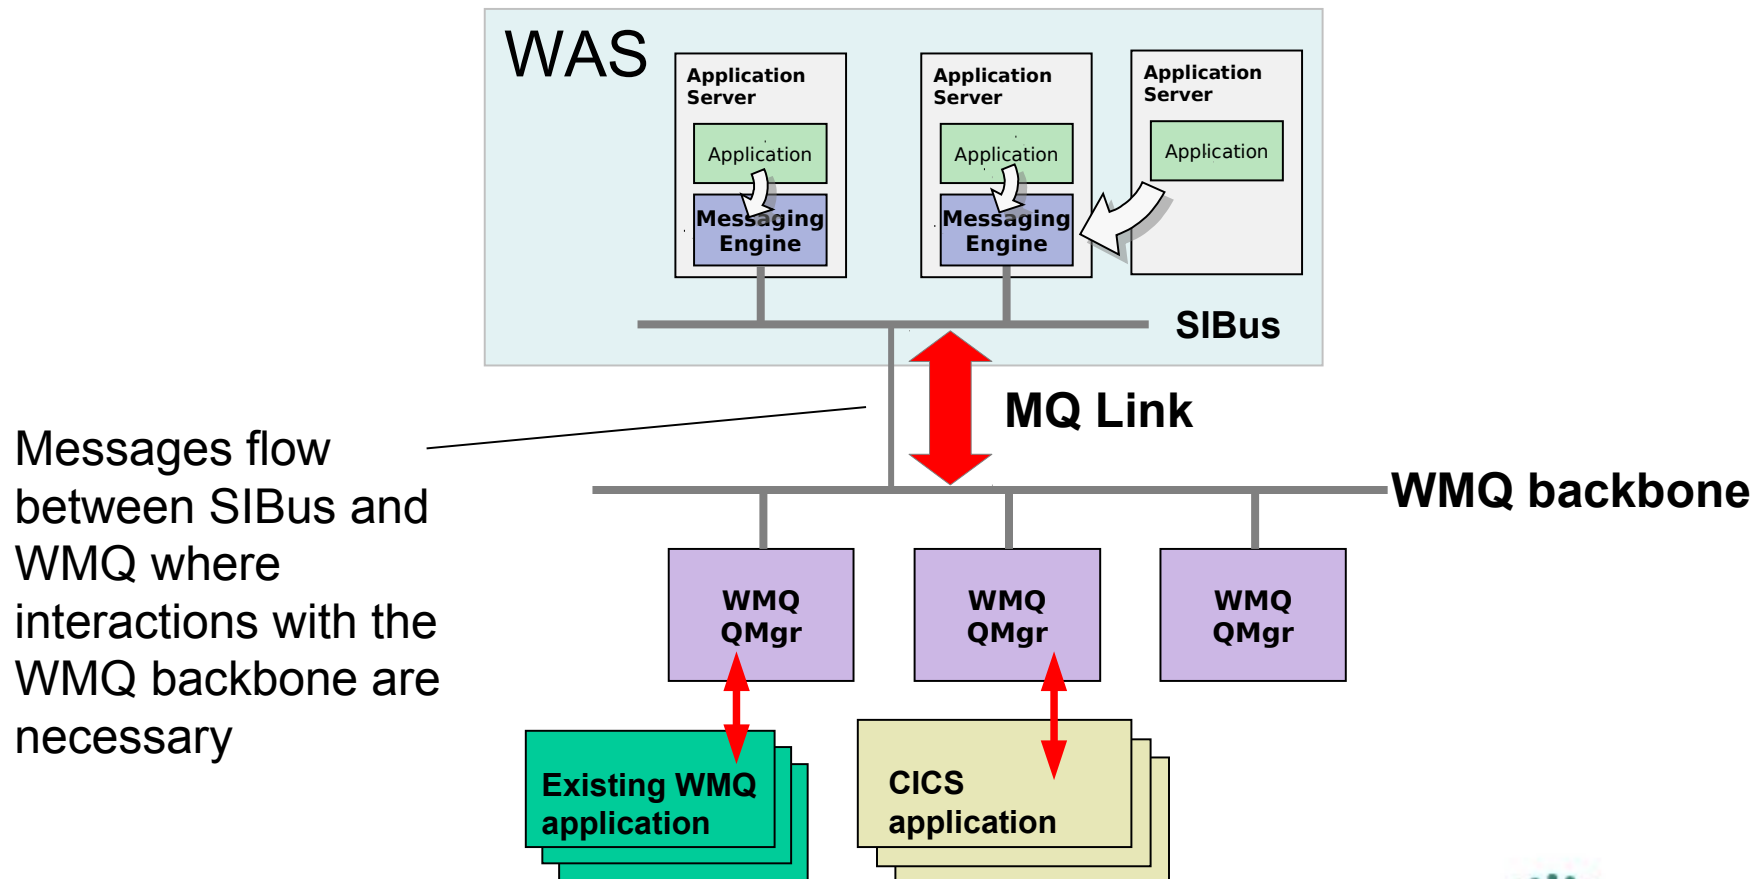 WAS
Application
Server
Application
Messaging
Engine
Application
Server
Application
Messaging
Engine
Application
Server
Application
SIBus
MQ Link
Messages flow
between SIBus and
WMQ where
interactions with the
WMQ backbone are
necessary
WMQ backbone
WMQ
QMgr
WMQ
QMgr
WMQ
QMgr
Existing WMQ
application
CICS
application